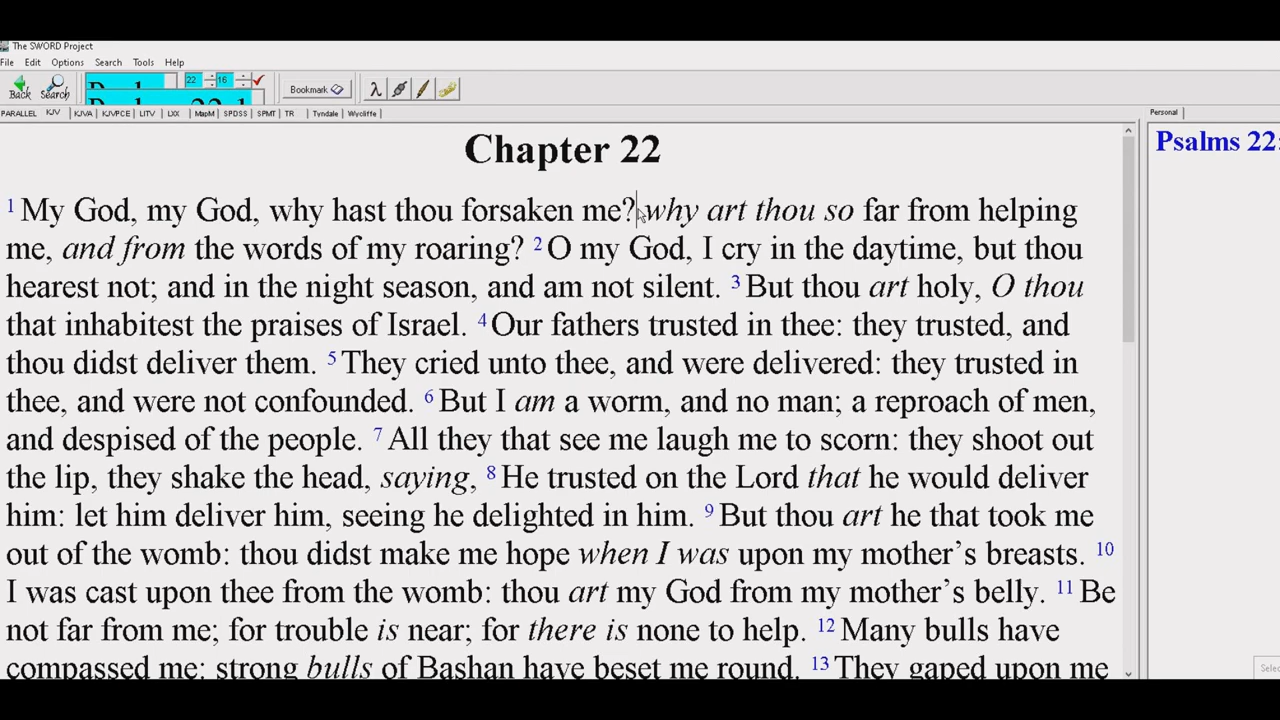 The SWORD Project
File Edit Options Search Tools Help
Back Search 22 16 Bookmark λ
PARALLEL KJV KJVA KJVPCE LITV LXX MapM SPDSS SPMT TR Tyndale Wycliffe Personal
Psalms 22:
Chapter 22
1 My God, my God, why hast thou forsaken me? why art thou so far from helping
me, and from the words of my roaring? 2 O my God, I cry in the daytime, but thou
hearest not; and in the night season, and am not silent. 3 But thou art holy, O thou
that inhabitest the praises of Israel. 4 Our fathers trusted in thee: they trusted, and
thou didst deliver them. 5 They cried unto thee, and were delivered: they trusted in
thee, and were not confounded. 6 But I am a worm, and no man; a reproach of men,
and despised of the people. 7 All they that see me laugh me to scorn: they shoot out
the lip, they shake the head, saying, 8 He trusted on the Lord that he would deliver
him: let him deliver him, seeing he delighted in him. 9 But thou art he that took me
out of the womb: thou didst make me hope when I was upon my mother’s breasts. 10
I was cast upon thee from the womb: thou art my God from my mother’s belly. 11 Be
not far from me; for trouble is near; for there is none to help. 12 Many bulls have
compassed me: strong bulls of Bashan have beset me round. 13 They gaped upon me